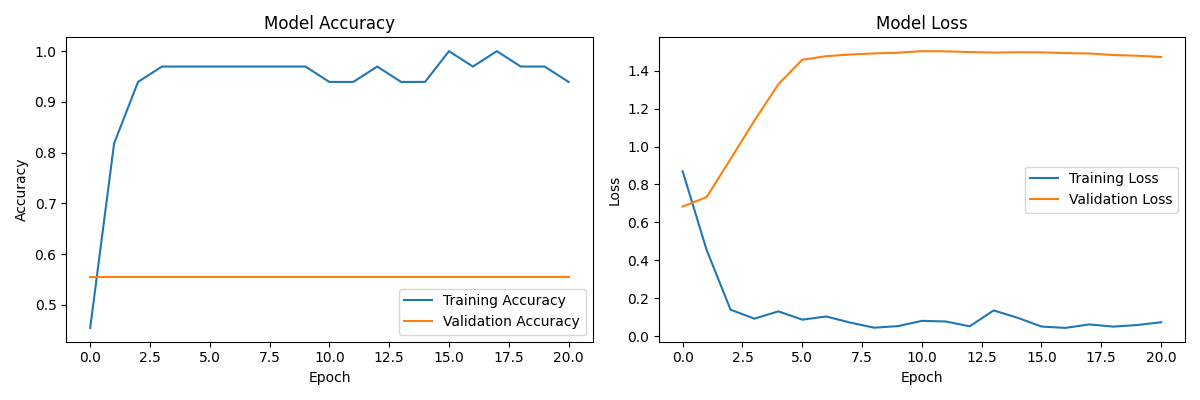 Model Accuracy
Accuracy
1.0
0.9
0.8
0.7
0.6
0.5
Training Accuracy
Validation Accuracy
0.0 2.5 5.0 7.5 10.0 12.5 15.0 17.5 20.0
Epoch
Model Loss
Loss
1.4
1.2
1.0
0.8
0.6
0.4
0.2
0.0
Training Loss
Validation Loss
0.0 2.5 5.0 7.5 10.0 12.5 15.0 17.5 20.0
Epoch